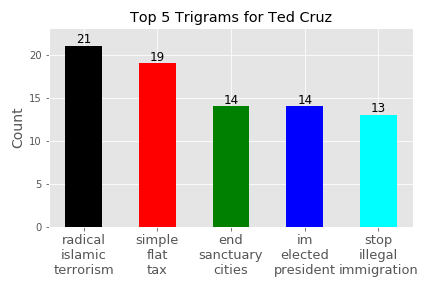 Top 5 Trigrams for Ted Cruz
21
19
14
14
13
20
15
10
5
0
Count
radical
islamic
terrorism
simple
flat
tax
end
sanctuary
cities
im
elected
president
stop
illegal
immigration